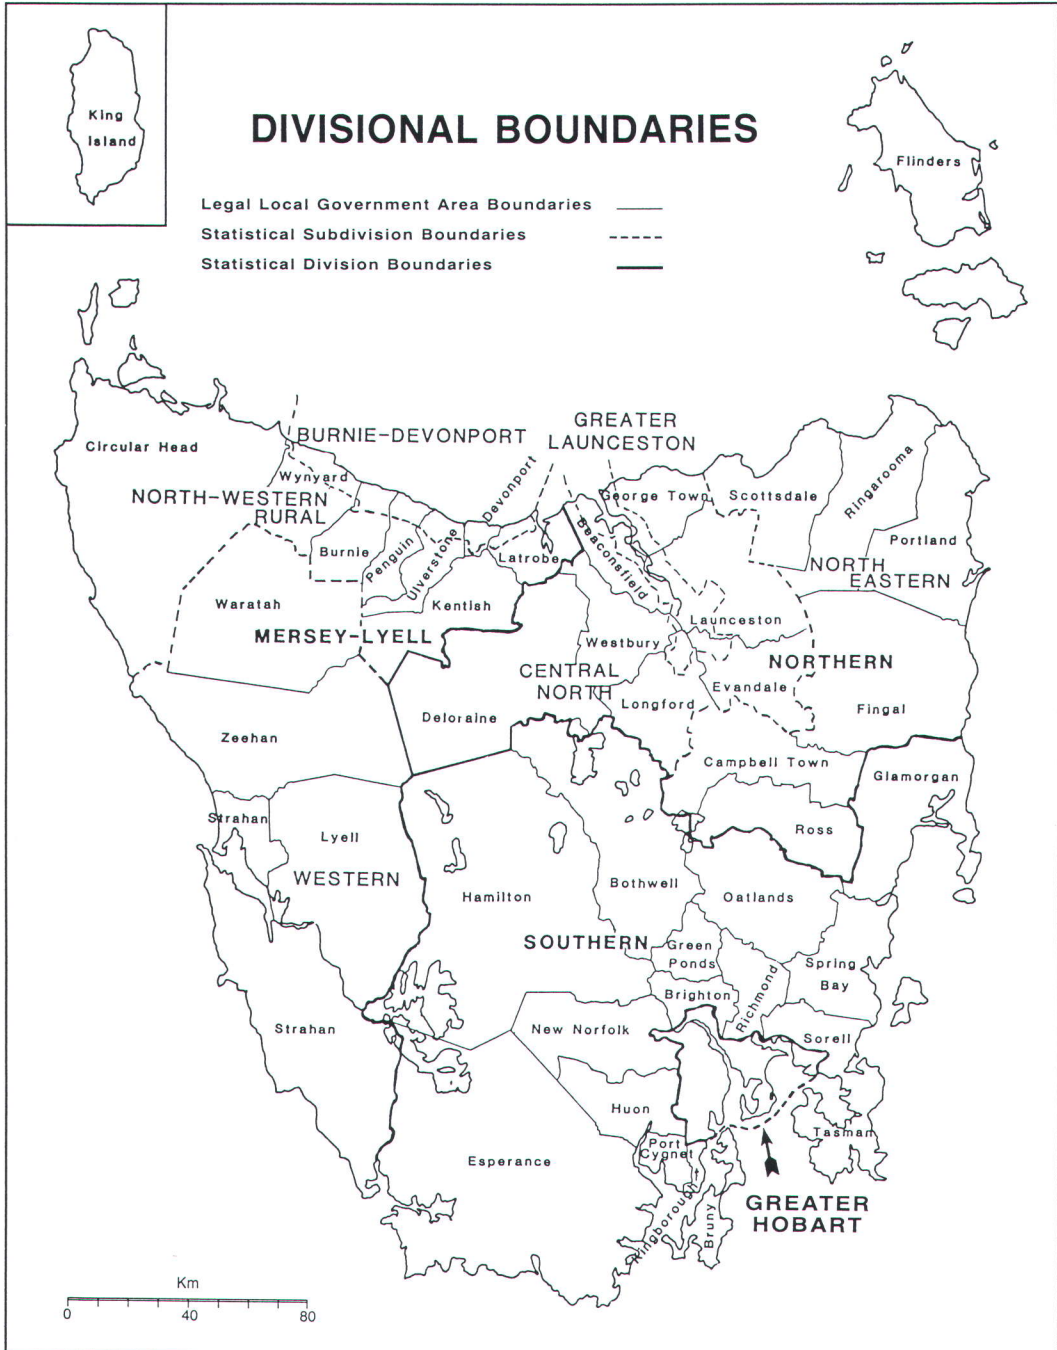 King
Island
DIVISIONAL BOUNDARIES
Flinders
Legal Local Government Area Boundaries
Statistical Subdivision Boundaries
Statistical Division Boundaries
Circular Head
BURNIE-DEVONPORT
GREATER
LAUNCESTON
Wynyard
NORTH-WESTERN
RURAL
Devonport
George Town
Scottsdale
Ringarooma
Burnie
Penguin
Ulverstone
Latrobe
Beaconsfield
Portland
NORTH
EASTERN
Waratah
Kentish
MERSEY-LYELL
Westbury
Launceston
CENTRAL
NORTH
NORTHERN
Evandale
Longford
Fingal
Deloraine
Zeehan
Campbell Town
Glamorgan
Strahan
Lyell
Ross
WESTERN
Hamilton
Bothwell
Oatlands
SOUTHERN
Green
Ponds
Spring
Bay
Brighton
Richmond
Strahan
New Norfolk
Sorell
Huon
Tasman
Port
Cygnet
Esperance
Kingborough
Bruny
GREATER
HOBART
Km
0 40 80